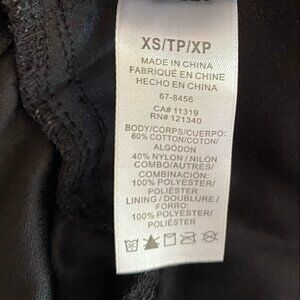 XS/TP/XP
MADE IN CHINA
FABRIQUÉ EN CHINE
HECHO EN CHINA
67-8456
CA# 11319
RN# 121340
BODY/CORPS/CUERPO:
60% COTTON/COTON/
ALGODÓN
40% NYLON / NILÓN
COMBO/AUTRES/
COMBINACIÓN:
100% POLYESTER/
POLIÉSTER
LINING / DOUBLURE /
FORRO:
100% POLYESTER/
POLIÉSTER